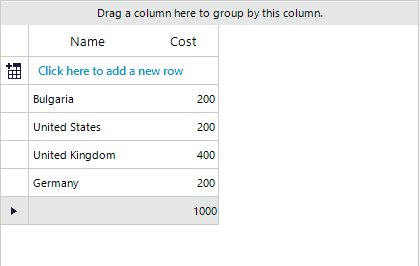 Drag a column here to group by this column.
Name Cost
Click here to add a new row
Bulgaria 200
United States 200
United Kingdom 400
Germany 200
1000